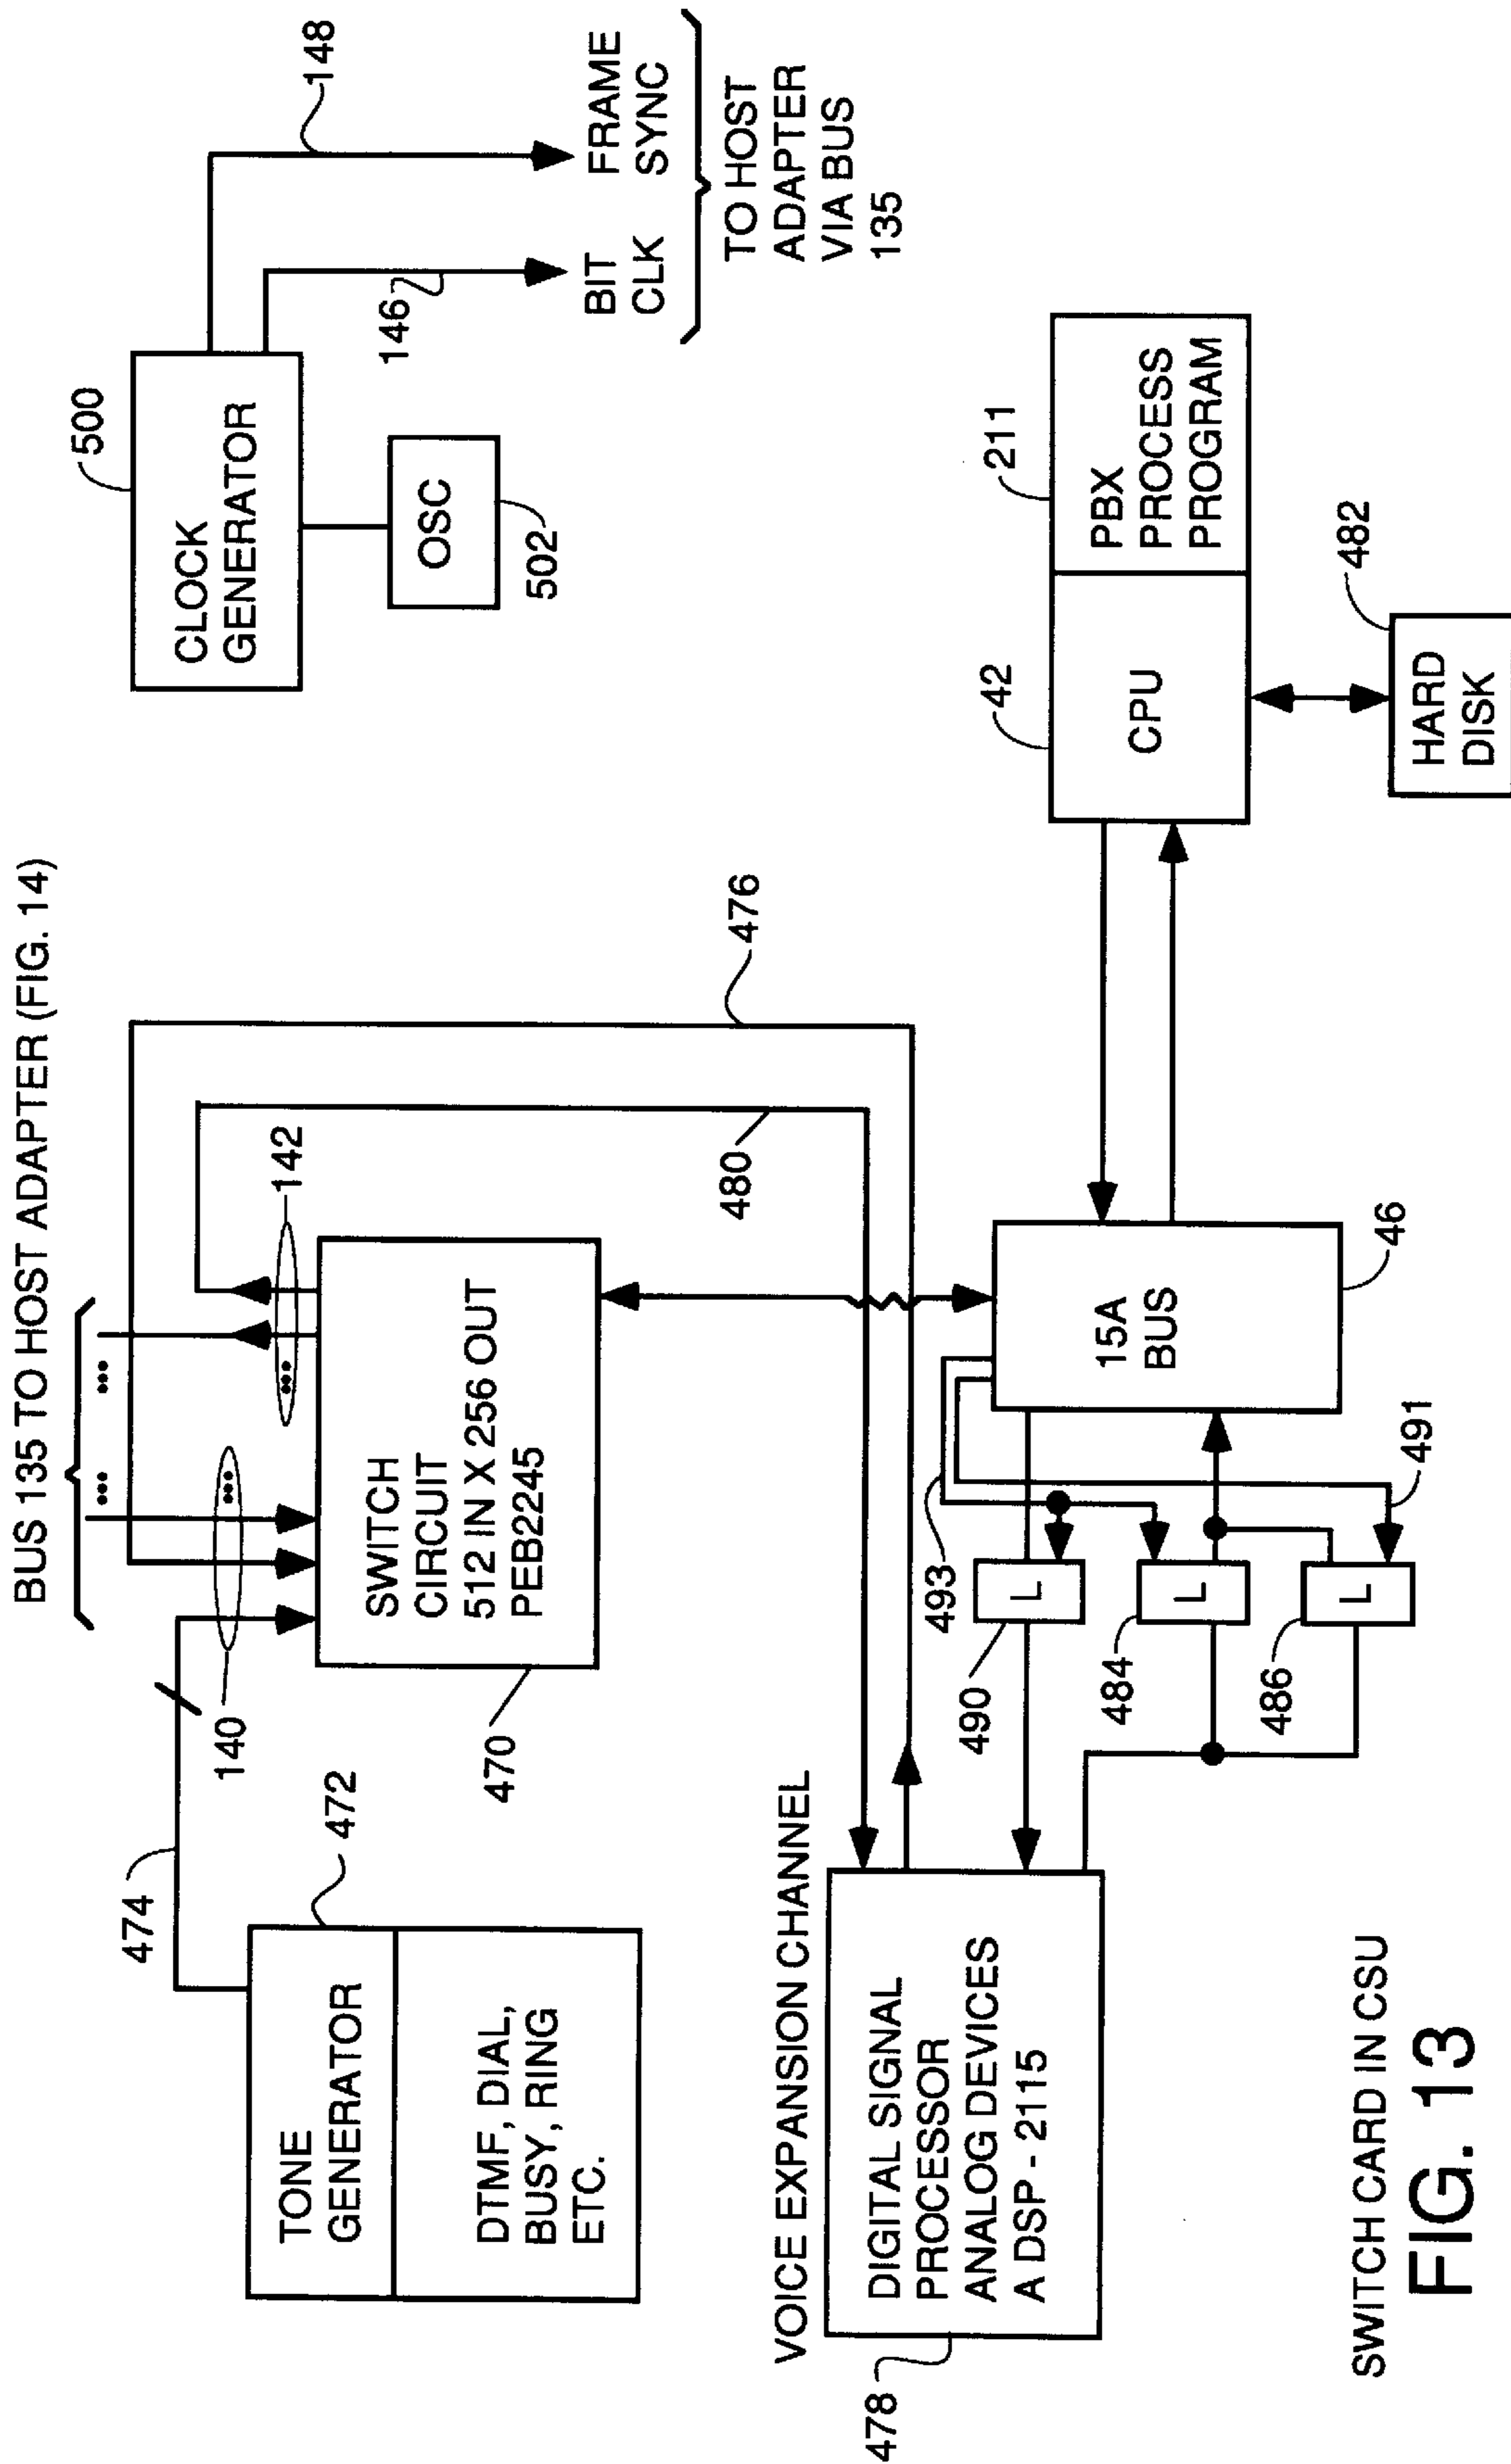 BUS 135 TO HOST ADAPTER (FIG. 14)
474
472
TONE
GENERATOR
DTMF, DIAL,
BUSY, RING
ETC.
140
•••
•••
•••
•••
142
SWITCH
CIRCUIT
512 IN X 256 OUT
PEB2245
470
476
480
500
CLOCK
GENERATOR
OSC
502
148
146
BIT
CLK
FRAME
SYNC
TO HOST
ADAPTER
VIA BUS
135
VOICE EXPANSION CHANNEL
DIGITAL SIGNAL
PROCESSOR
ANALOG DEVICES
A DSP - 2115
478
490
L
493
484
L
486
L
491
15A
BUS
46
42
CPU
211
PBX
PROCESS
PROGRAM
482
HARD
DISK
SWITCH CARD IN CSU
FIG. 13